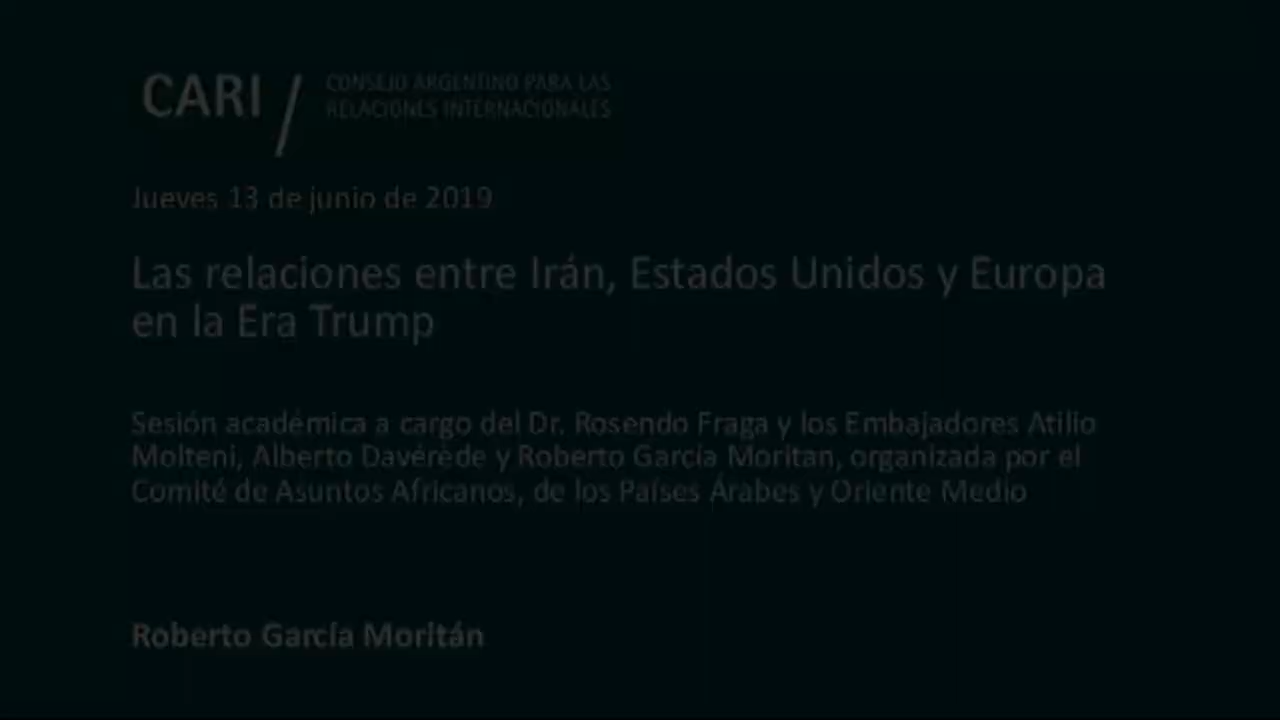 CARI
CONSEJO ARGENTINO PARA LAS
RELACIONES INTERNACIONALES
Jueves 13 de junio de 2019
Las relaciones entre Irán, Estados Unidos y Europa
en la Era Trump
Sesión académica a cargo del Dr. Rosendo Fraga y los Embajadores Atilio
Molteni, Alberto Davérède y Roberto García Moritan, organizada por el
Comité de Asuntos Africanos, de los Países Árabes y Oriente Medio
Roberto García Moritán